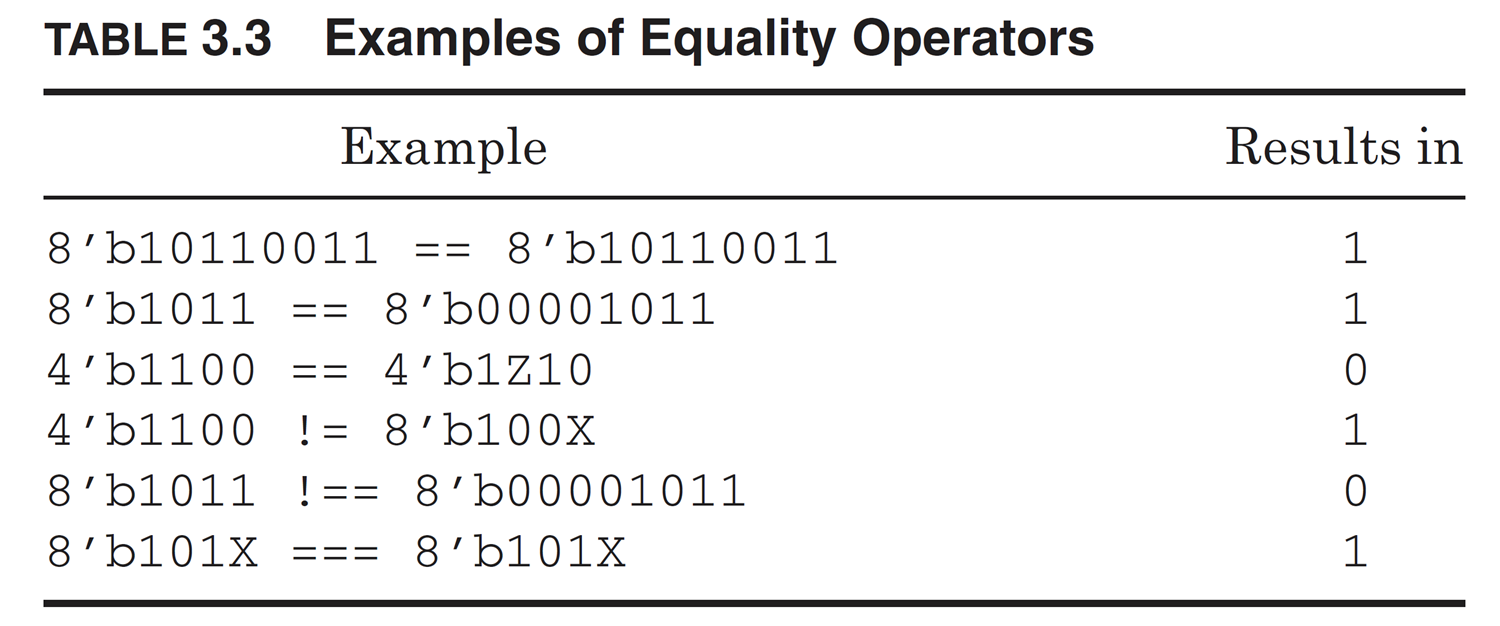 TABLE 3.3 Examples of Equality Operators
Example Results in
8’b10110011 == 8’b10110011 1
8’b1011 == 8’b00001011 1
4’b1100 == 4’b1Z10 0
4’b1100 != 8’b100X 1
8’b1011 !== 8’b00001011 0
8’b101X === 8’b101X 1